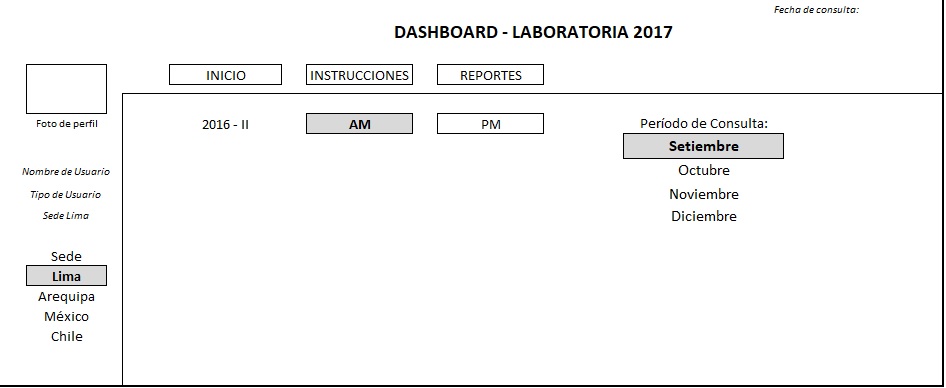 Fecha de consulta:
DASHBOARD - LABORATORIA 2017
INICIO INSTRUCCIONES REPORTES
Foto de perfil
2016 - II AM PM
Período de Consulta:
Setiembre
Octubre
Noviembre
Diciembre
Nombre de Usuario
Tipo de Usuario
Sede Lima
Sede
Lima
Arequipa
México
Chile